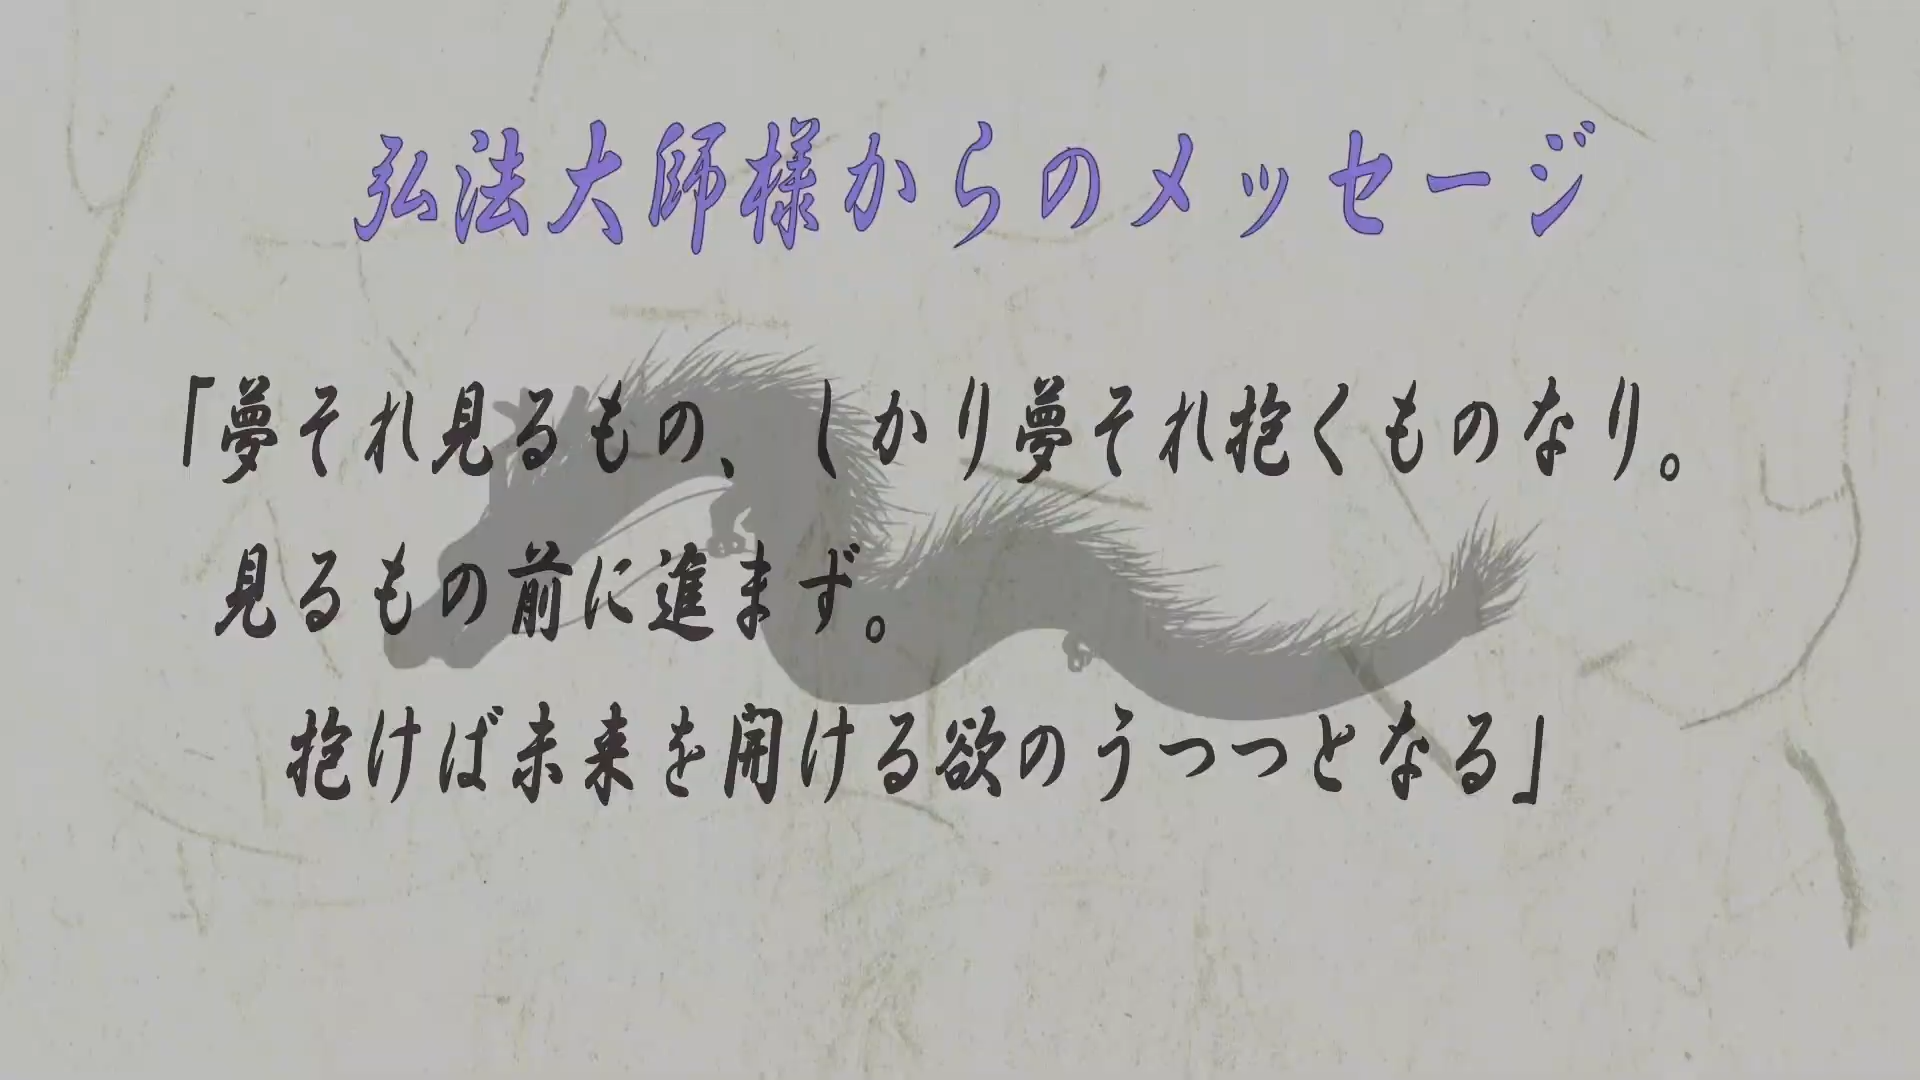 弘法大師様からのメッセージ
「夢それ見るもの、しかり夢それ抱くものなり。
見るもの前に進まず。
抱けば未来を開ける欲のうつつとなる」